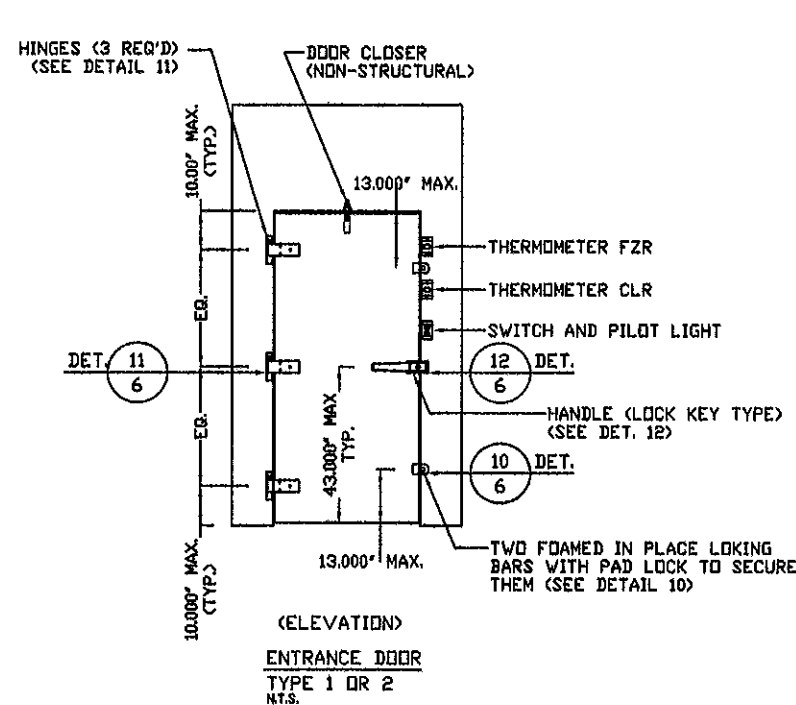 HINGES (3 REQ'D)
(SEE DETAIL 11)
DOOR CLOSER
(NON-STRUCTURAL)
10.00" MAX.
(TYP.)
13.000" MAX.
THERMOMETER FZR
THERMOMETER CLR
SWITCH AND PILOT LIGHT
EQ.
DET. 11
6
12 DET.
6
HANDLE (LOCK KEY TYPE)
(SEE DET. 12)
EQ.
43.000" MAX
TYP.
10 DET.
6
13.000" MAX.
TWO FOAMED IN PLACE LOKING
BARS WITH PAD LOCK TO SECURE
THEM (SEE DETAIL 10)
10.000" MAX.
(TYP.)
(ELEVATION)
ENTRANCE DOOR
TYPE 1 OR 2
N.T.S.